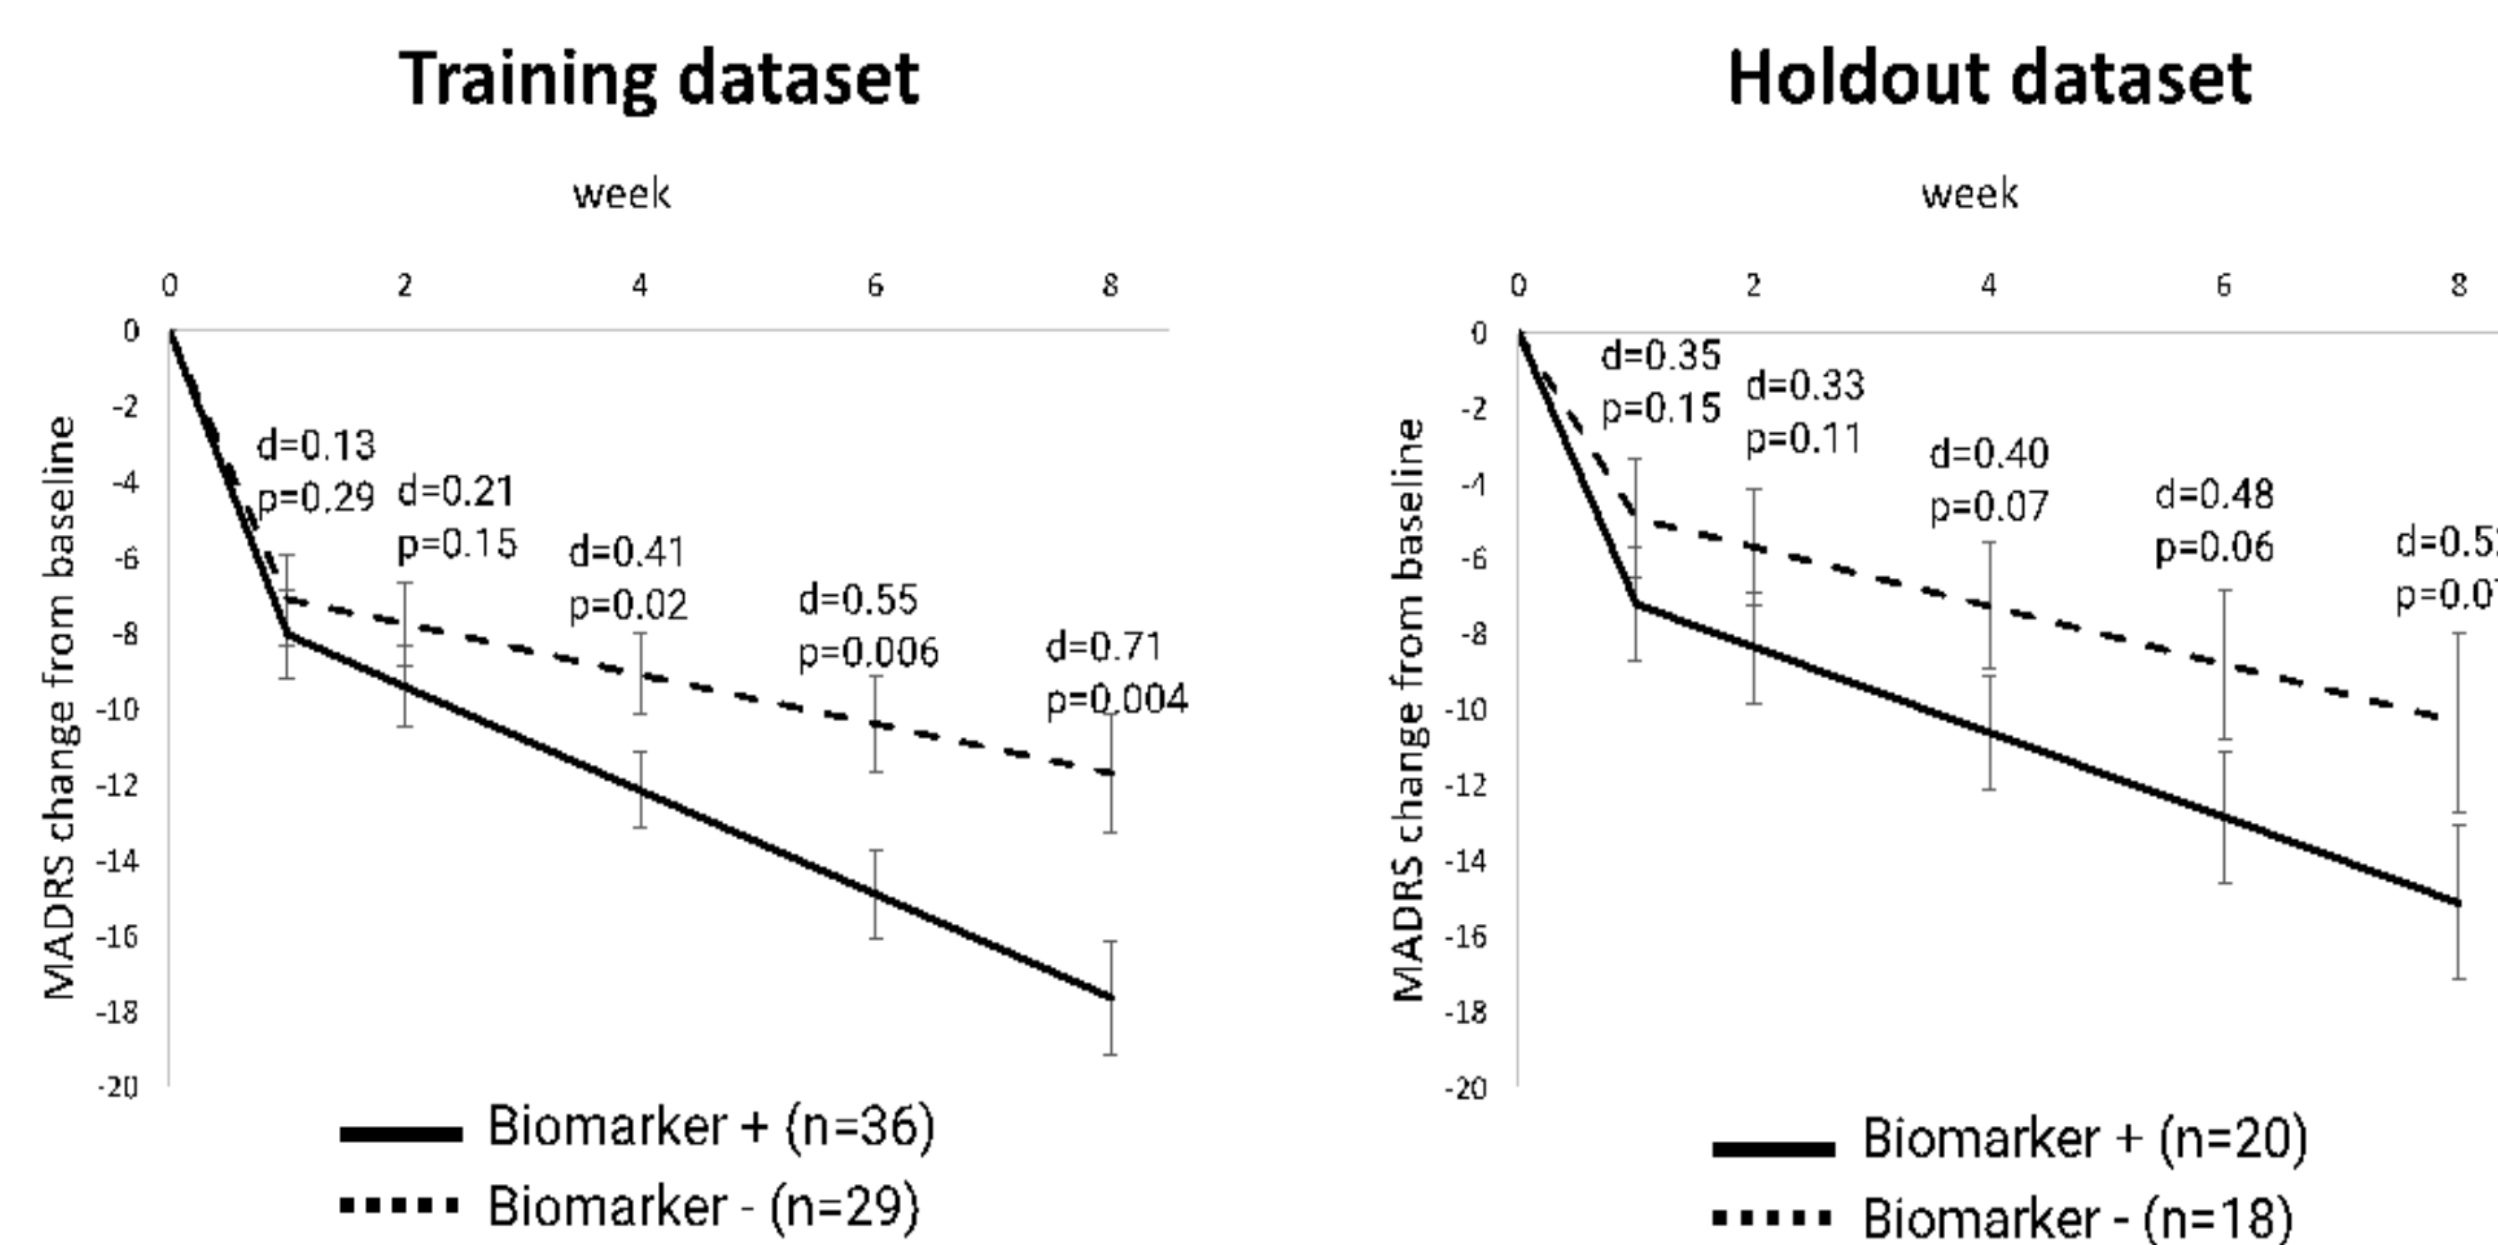 Training dataset
week
0 2 4 6 8
0
-2
-4
-6
-8
-10
-12
-14
-16
-18
-20
MADRS change from baseline
d=0.13
p=0.29
d=0.21
p=0.15
d=0.41
p=0.02
d=0.55
p=0.006
d=0.71
p=0.004
Biomarker + (n=36)
Biomarker - (n=29)
Holdout dataset
week
0 2 4 6 8
0
-2
-4
-6
-8
-10
-12
-14
-16
-18
-20
MADRS change from baseline
d=0.35
p=0.15
d=0.33
p=0.11
d=0.40
p=0.07
d=0.48
p=0.06
Biomarker + (n=20)
Biomarker - (n=18)